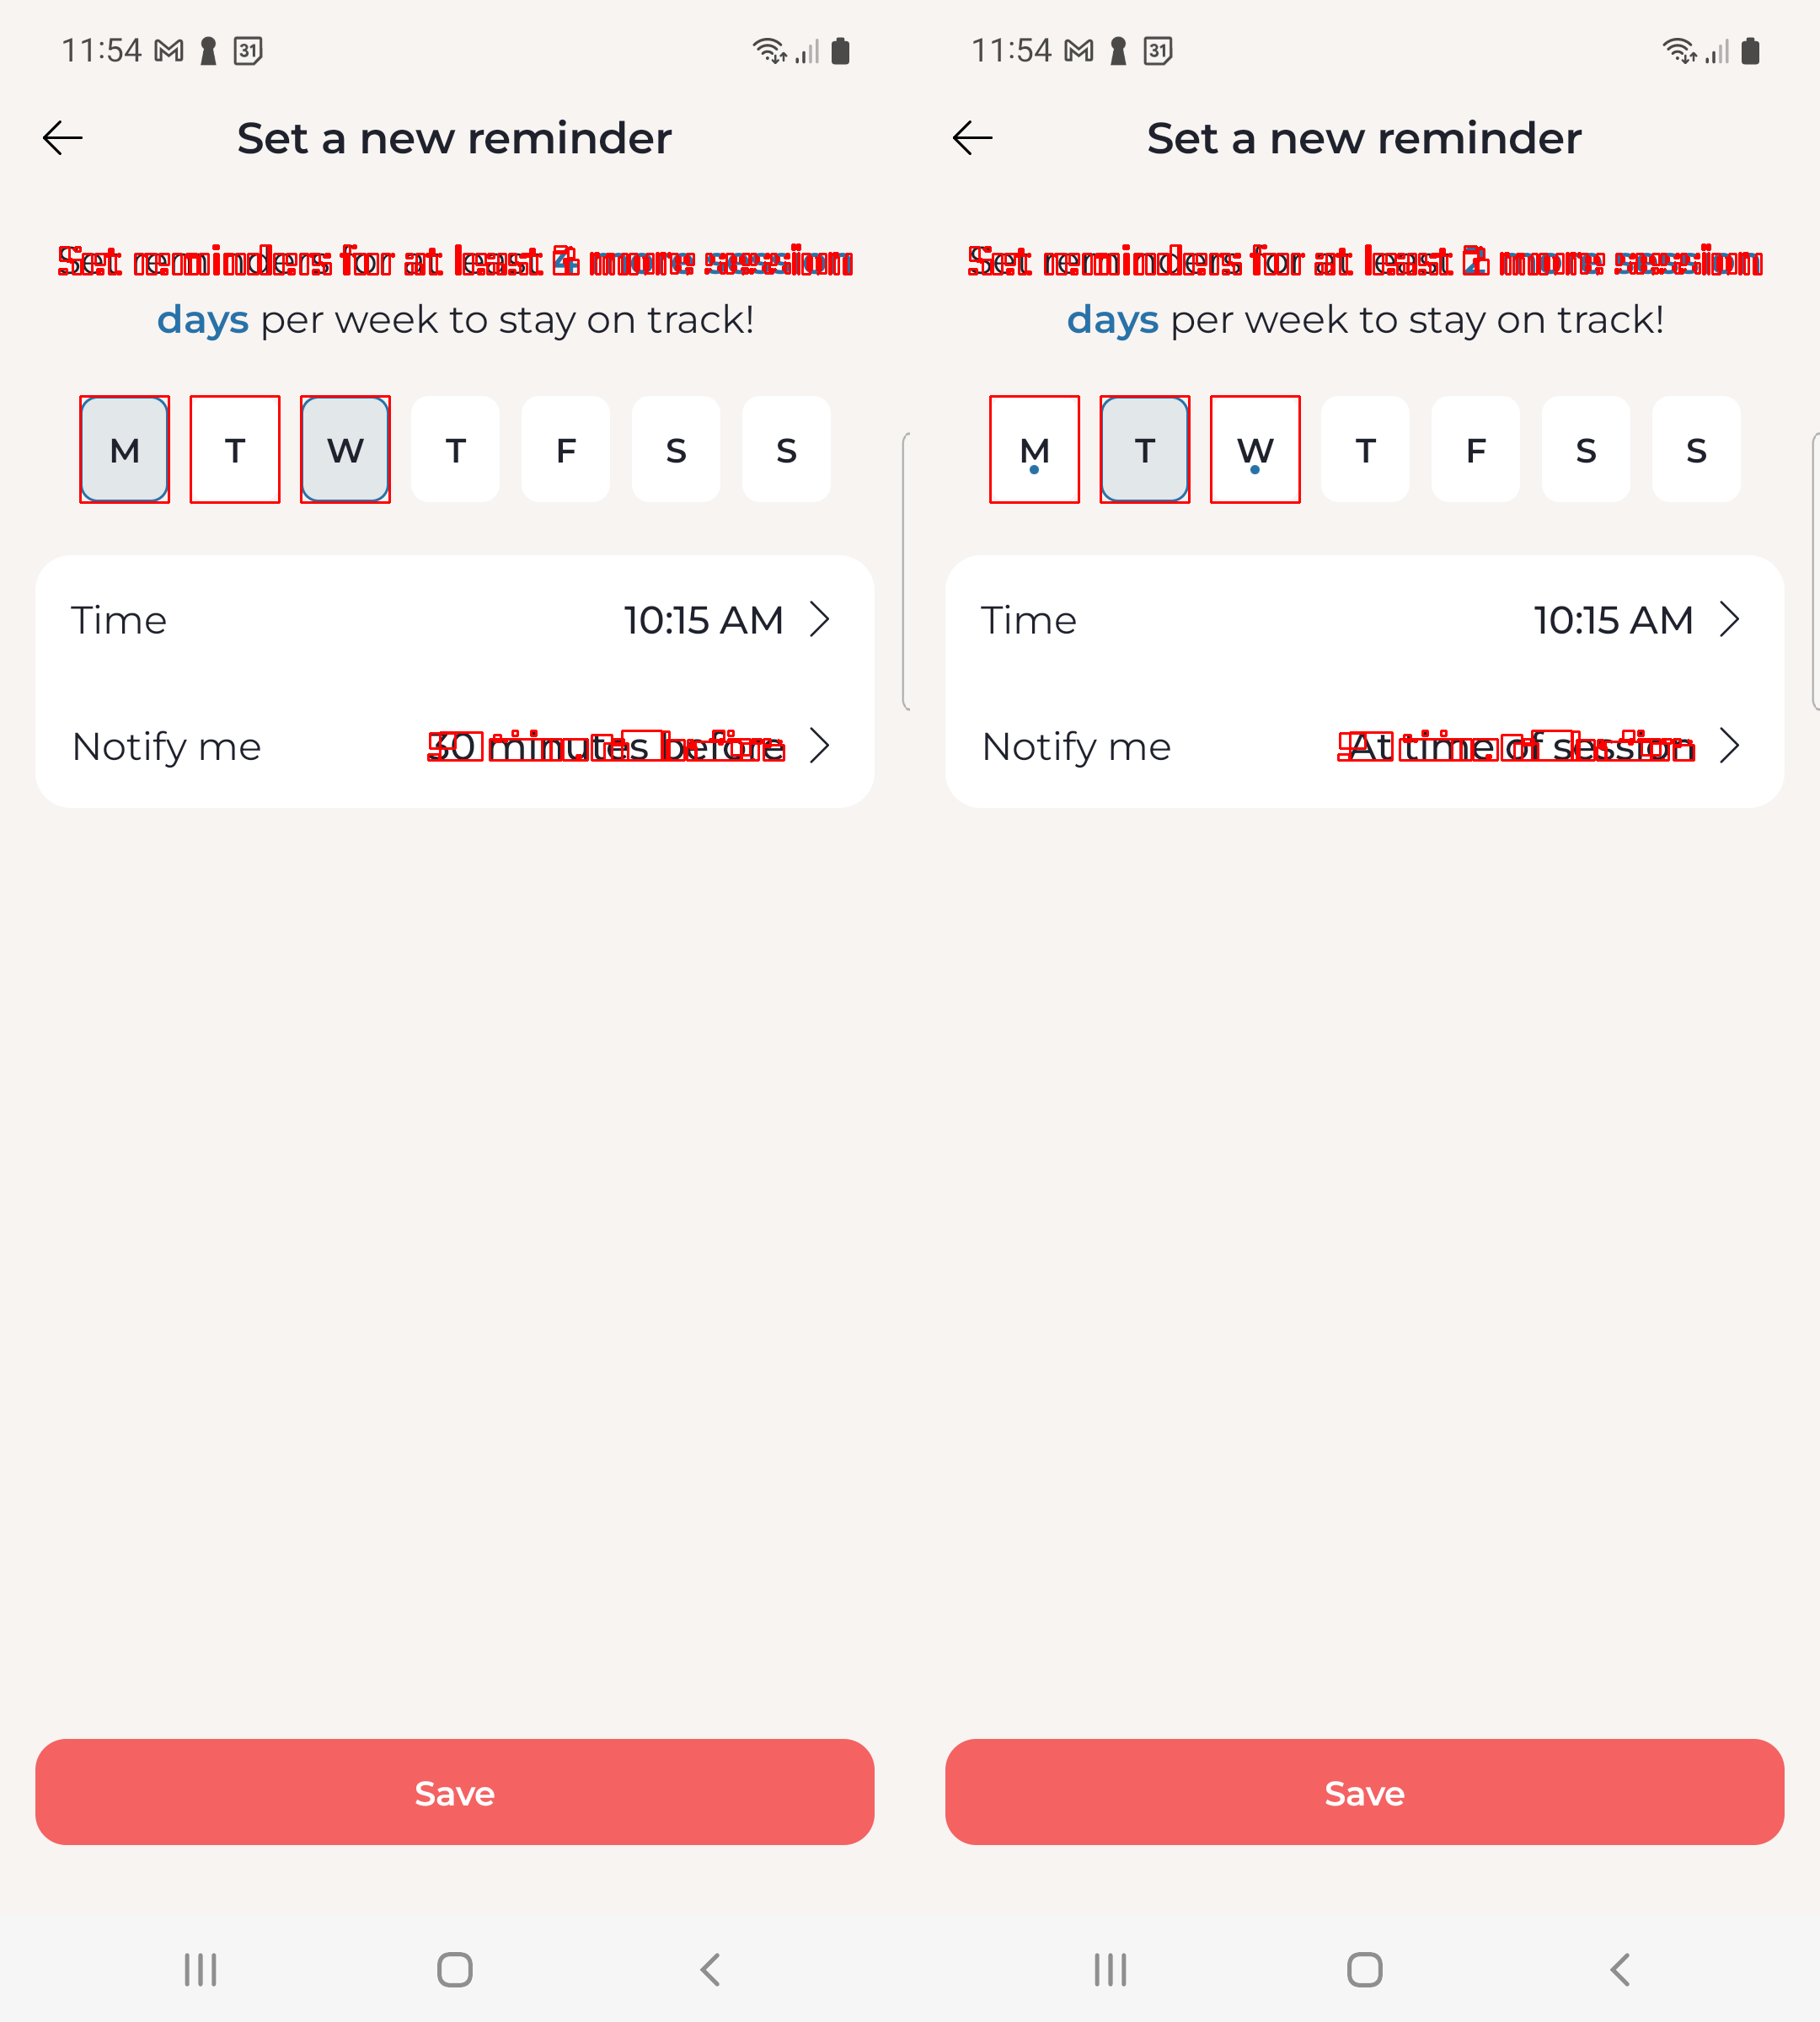 11:54 31
Set a new reminder
Set reminders for at least 4 more session
days per week to stay on track!
M T W T F S S
Time 10:15 AM
Notify me 30 minutes before
Save
11:54 31
Set a new reminder
Set reminders for at least 2 more session
days per week to stay on track!
M T W T F S S
Time 10:15 AM
Notify me At time of session
Save